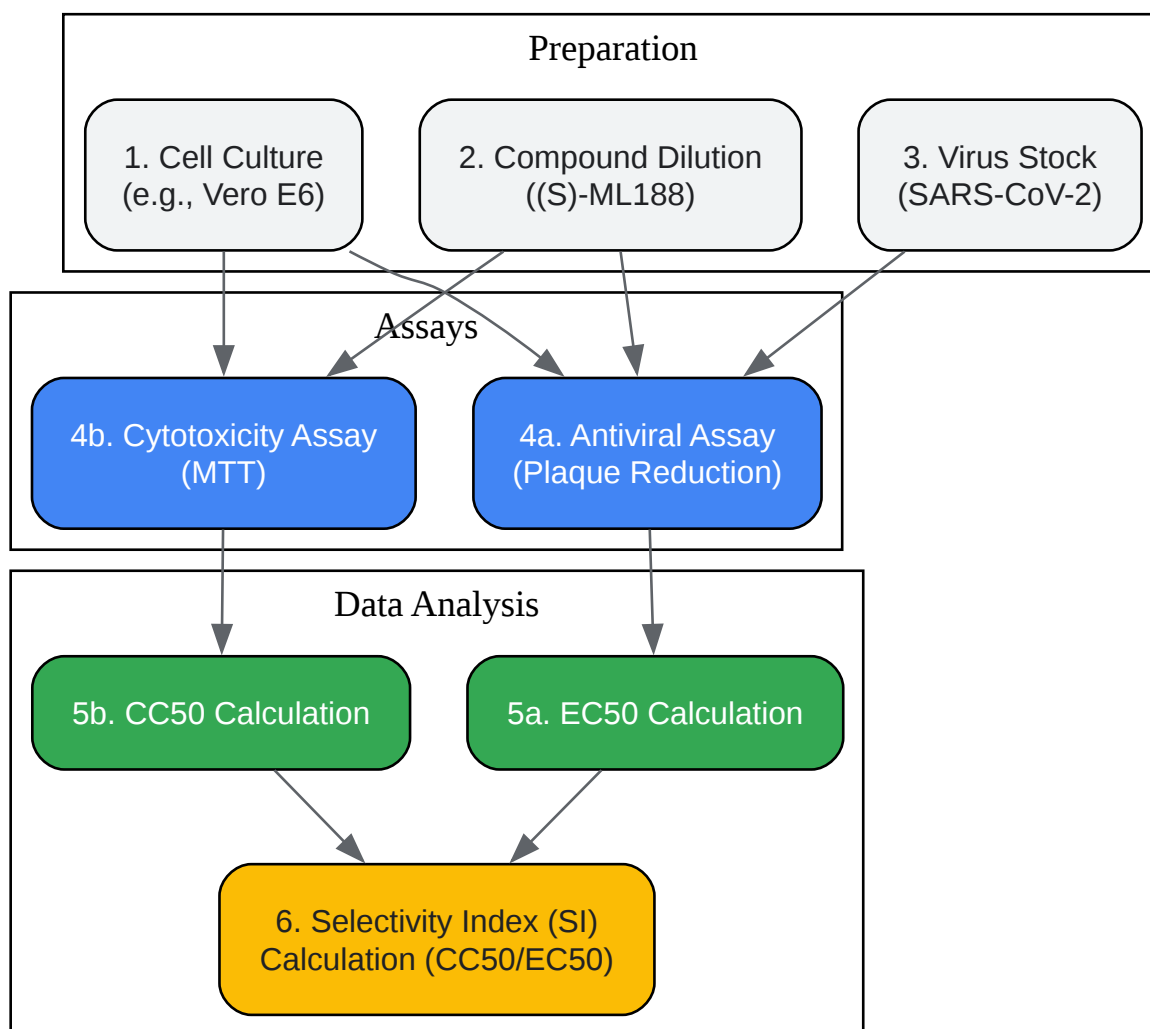 Preparation
1. Cell Culture
(e.g., Vero E6)
2. Compound Dilution
((S)-ML188)
3. Virus Stock
(SARS-CoV-2)
Assays
4b. Cytotoxicity Assay
(MTT)
4a. Antiviral Assay
(Plaque Reduction)
Data Analysis
5b. CC50 Calculation
5a. EC50 Calculation
6. Selectivity Index (SI)
Calculation (CC50/EC50)